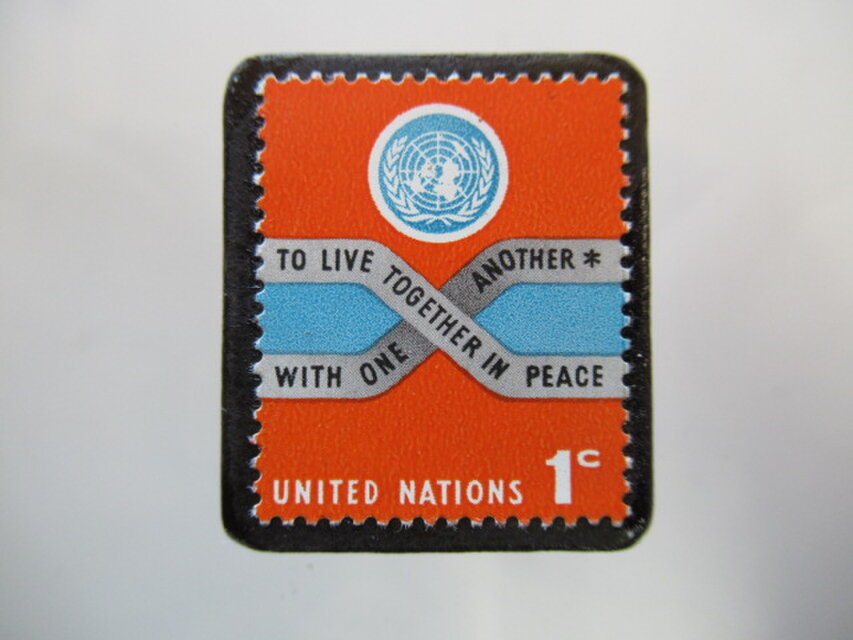 TO LIVE TOGETHER IN PEACE
WITH ONE ANOTHER *
UNITED NATIONS 1c